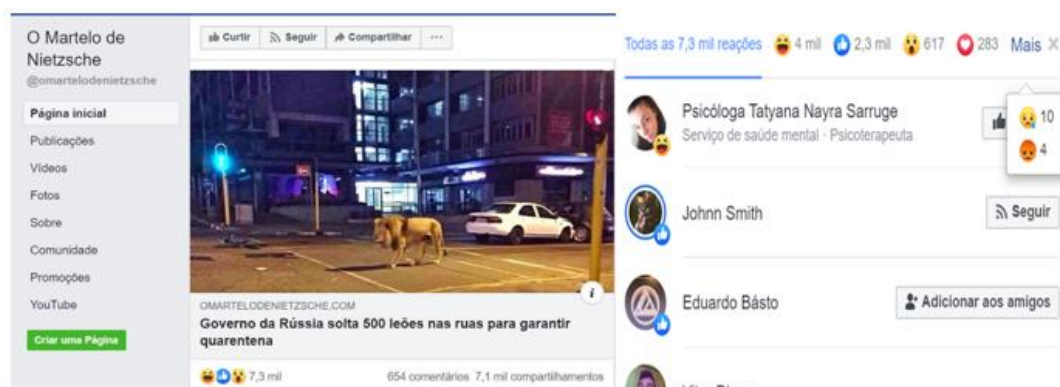 O Martelo de
Nietzsche
@omartelodenietzsche
Página inicial
Publicações
Vídeos
Fotos
Sobre
Comunidade
Promoções
YouTube
Criar uma Página
Curtir Seguir Compartilhar ...
OMARTELODENIETZSCHE.COM
Governo da Rússia solta 500 leões nas ruas para garantir
quarentena
7,3 mil 654 comentários 7,1 mil compartilhamentos
Todas as 7,3 mil reações 4 mil 2,3 mil 617 283 Mais
10
4
Psicóloga Tatyana Nayra Sarruge
Serviço de saúde mental · Psicoterapeuta
Johnn Smith
Seguir
Eduardo Básto
Adicionar aos amigos